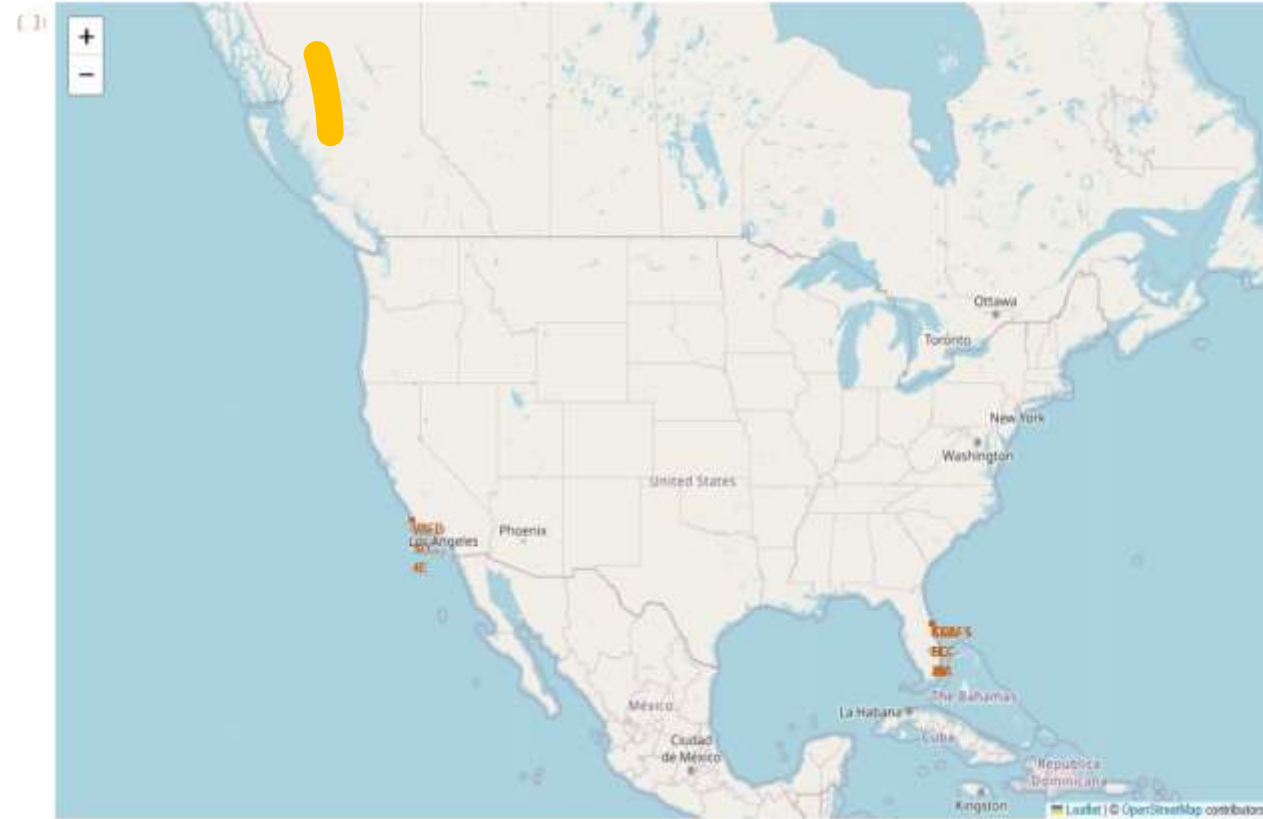 [ ]:
+
−
Ottawa
Toronto
New York
Washington
United States
Phoenix
Los Angeles
4E
México
La Habana
The Bahamas
Cuba
Ciudad
de México
República
Dominicana
Kingston
Leaflet | © OpenStreetMap contributors